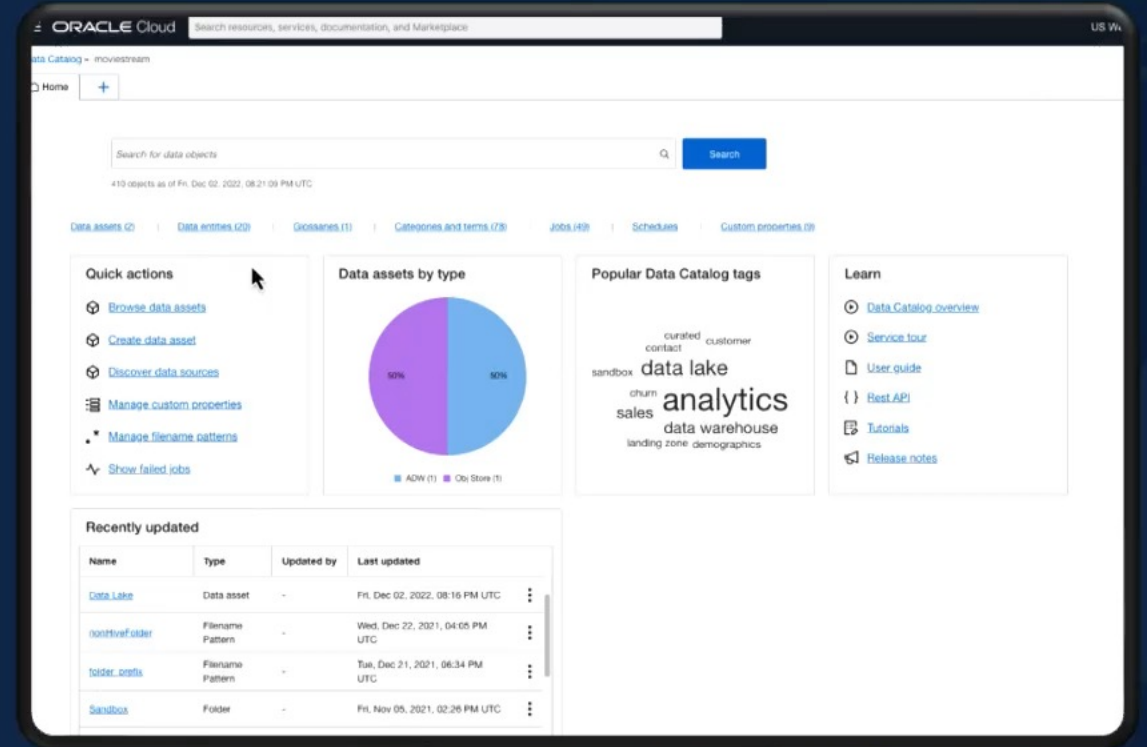 ORACLE Cloud
Search resources, services, documentation, and Marketplace
US We
ata Catalog
moviestream
Home
+
Search for data objects
Search
410 objects as of Fri, Dec 02, 2022, 08:21:09 PM UTC
Data assets (2)
Data entities (20)
Glossaries (1)
Categories and terms (78)
Jobs (49)
Schedules
Custom properties (9)
Quick actions
Browse data assets
Create data asset
Discover data sources
Manage custom properties
Manage filename patterns
Show failed jobs
Data assets by type
50%
50%
ADW (1)
Obj Store (1)
Popular Data Catalog tags
curated
customer
contact
sandbox
data lake
churn
analytics
sales
data warehouse
landing zone
demographics
Learn
Data Catalog overview
Service tour
User guide
{ } Rest API
Tutorials
Release notes
Recently updated
Name
Type
Updated by
Last updated
Data Lake
Data asset
-
Fri, Dec 02, 2022, 08:16 PM UTC
nonHiveFolder
Filename
Pattern
-
Wed, Dec 22, 2021, 04:05 PM
UTC
folder_prefix
Filename
Pattern
-
Tue, Dec 21, 2021, 06:34 PM
UTC
Sandbox
Folder
-
Fri, Nov 05, 2021, 02:26 PM UTC